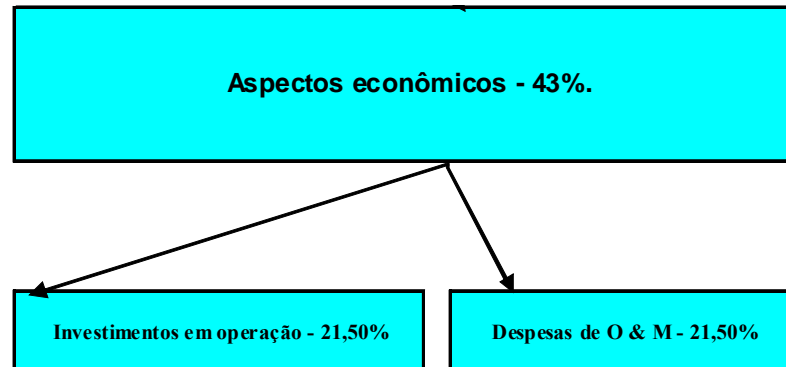 Aspectos econômicos - 43%.
Investimentos em operação - 21,50%
Despesas de O & M - 21,50%